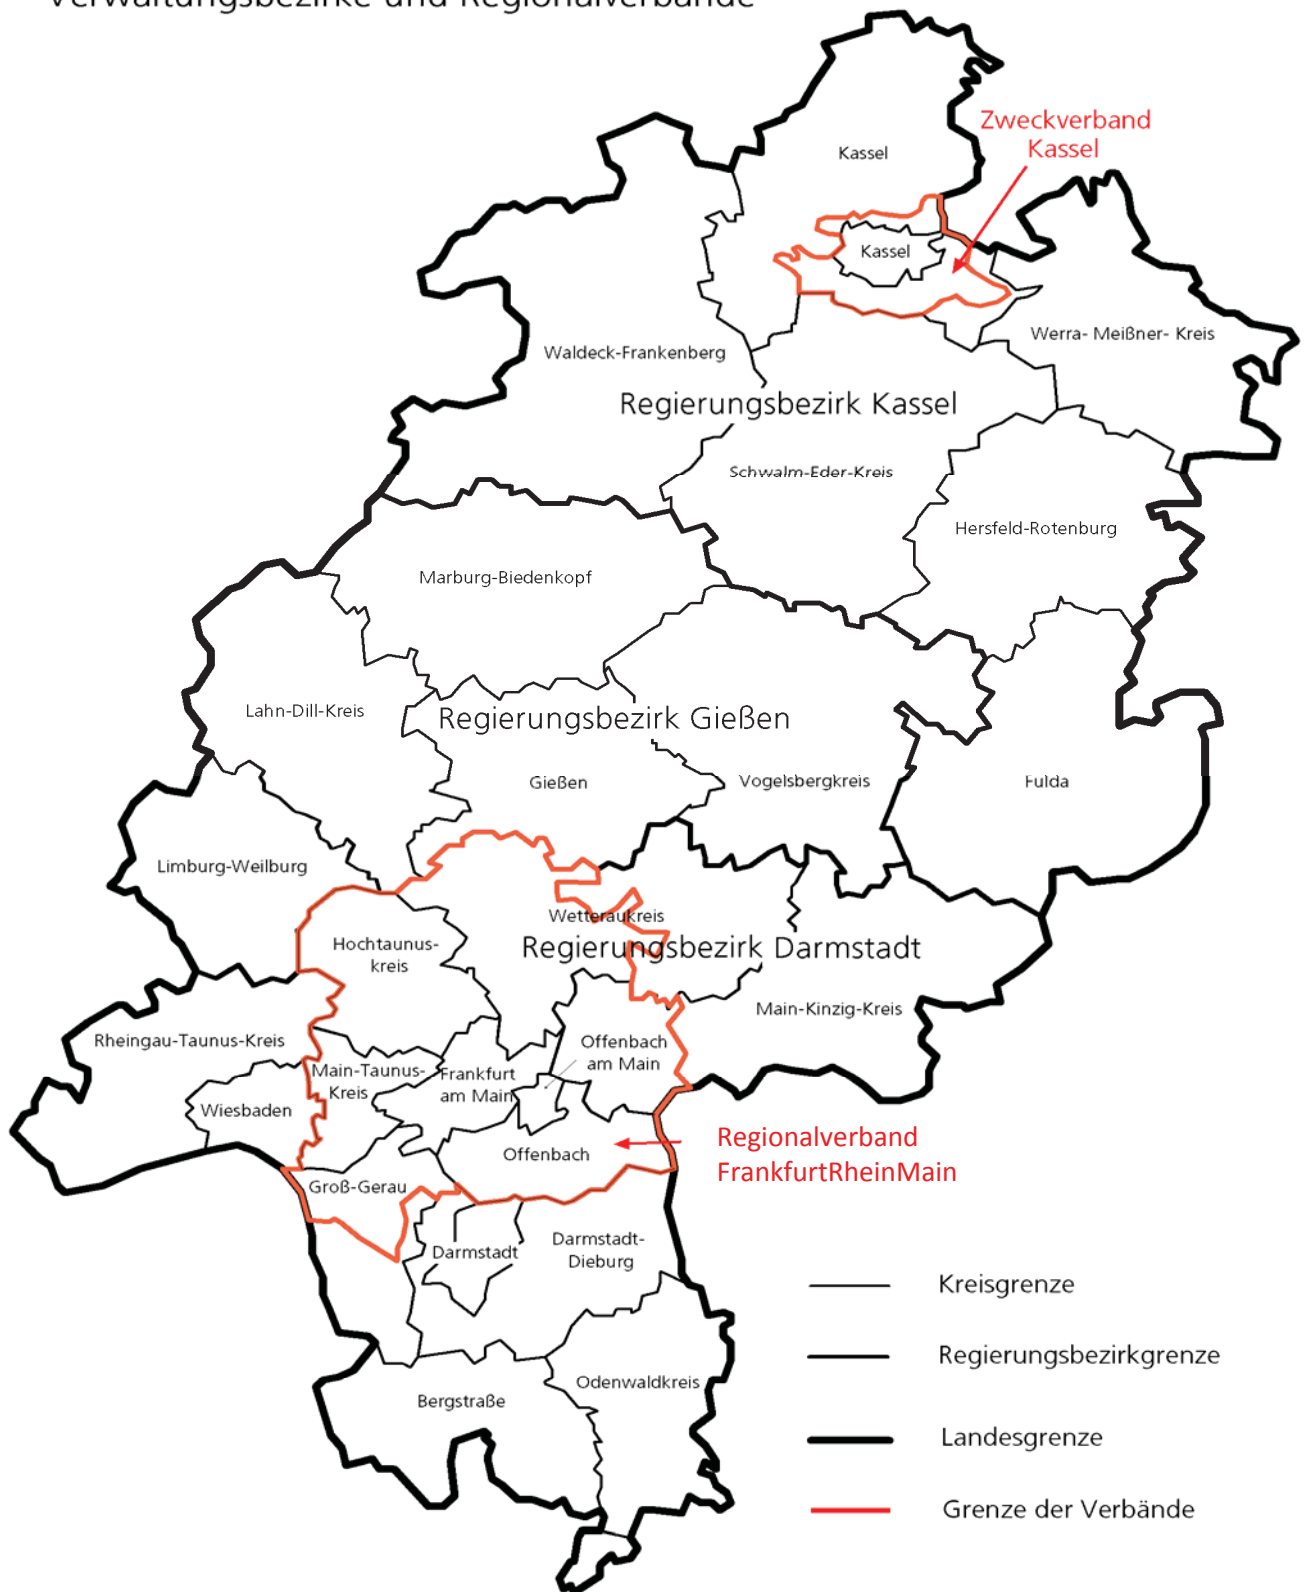 Verwaltungsbezirke und Regionalverbände
Zweckverband
Kassel
Kassel
Kassel
Werra- Meißner- Kreis
Waldeck-Frankenberg
Regierungsbezirk Kassel
Schwalm-Eder-Kreis
Hersfeld-Rotenburg
Marburg-Biedenkopf
Lahn-Dill-Kreis
Regierungsbezirk Gießen
Gießen
Vogelsbergkreis
Fulda
Limburg-Weilburg
Wetteraukreis
Hochtaunus-
kreis
Regierungsbezirk Darmstadt
Main-Kinzig-Kreis
Rheingau-Taunus-Kreis
Offenbach
am Main
Main-Taunus-
Kreis
Frankfurt
am Main
Wiesbaden
Regionalverband
FrankfurtRheinMain
Offenbach
Groß-Gerau
Darmstadt
Darmstadt-
Dieburg
Kreisgrenze
Regierungsbezirkgrenze
Odenwaldkreis
Bergstraße
Landesgrenze
Grenze der Verbände